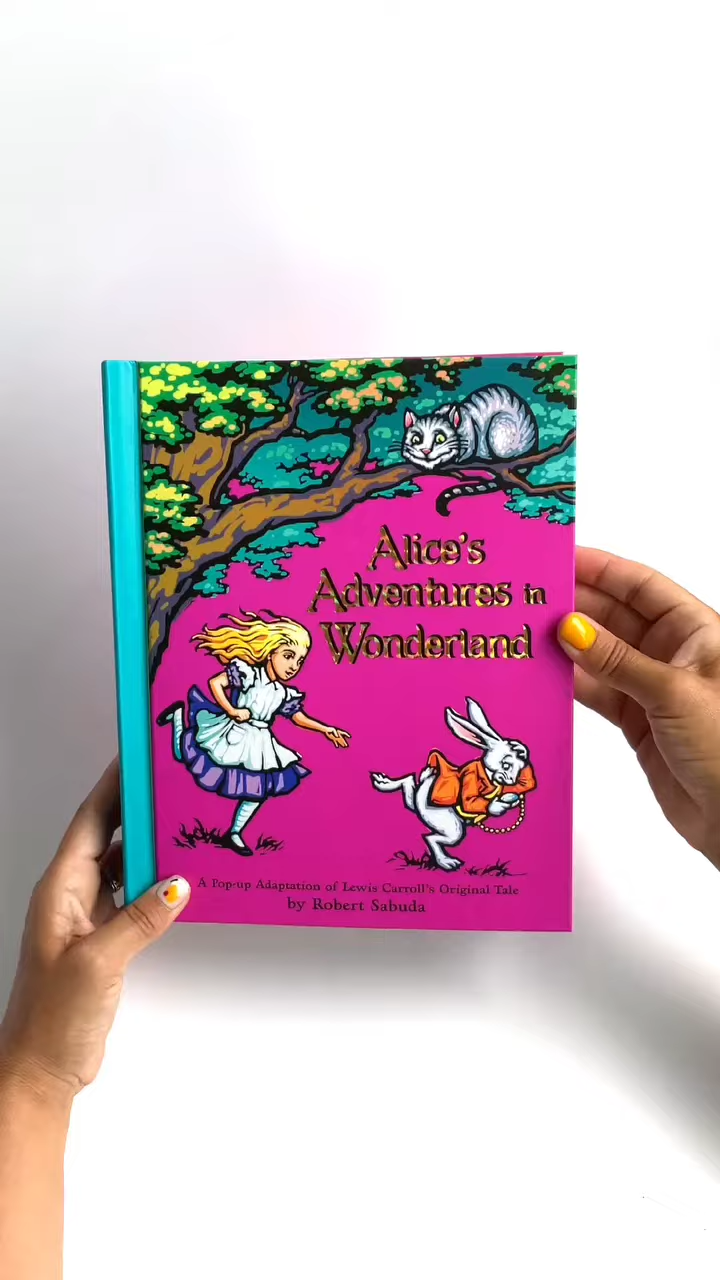 Alice's
Adventures in
Wonderland
A Pop-up Adaptation of Lewis Carroll's Original Tale
by Robert Sabuda